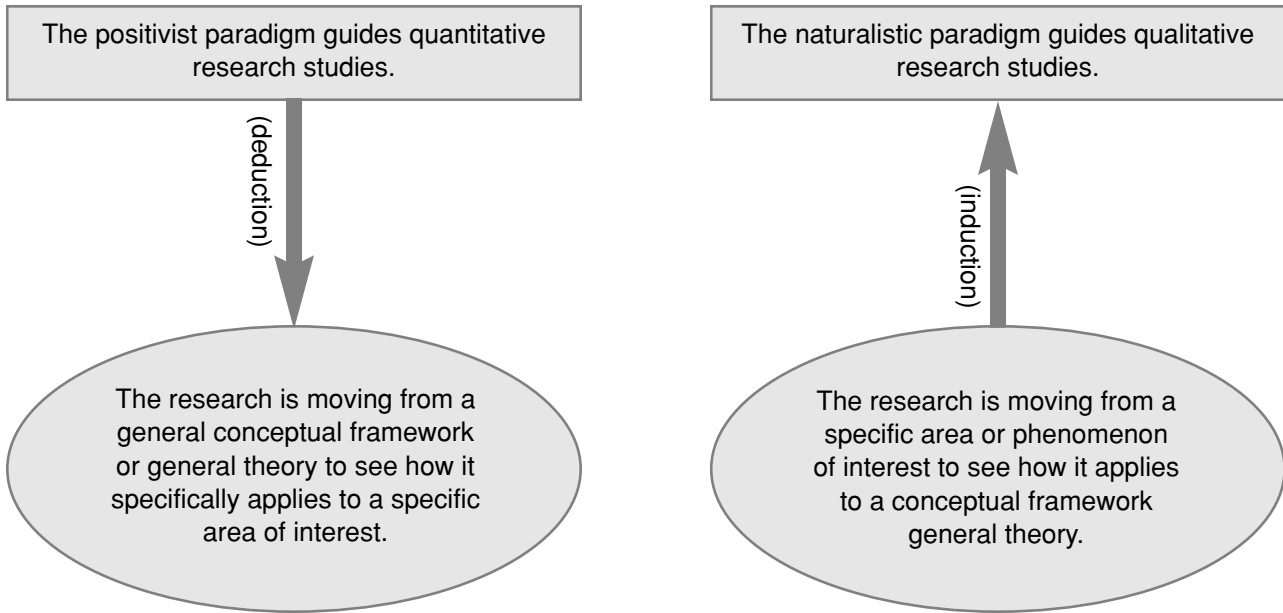 The positivist paradigm guides quantitative
research studies.
(deduction)
The research is moving from a
general conceptual framework
or general theory to see how it
specifically applies to a specific
area of interest.
The naturalistic paradigm guides qualitative
research studies.
(induction)
The research is moving from a
specific area or phenomenon
of interest to see how it applies
to a conceptual framework
general theory.